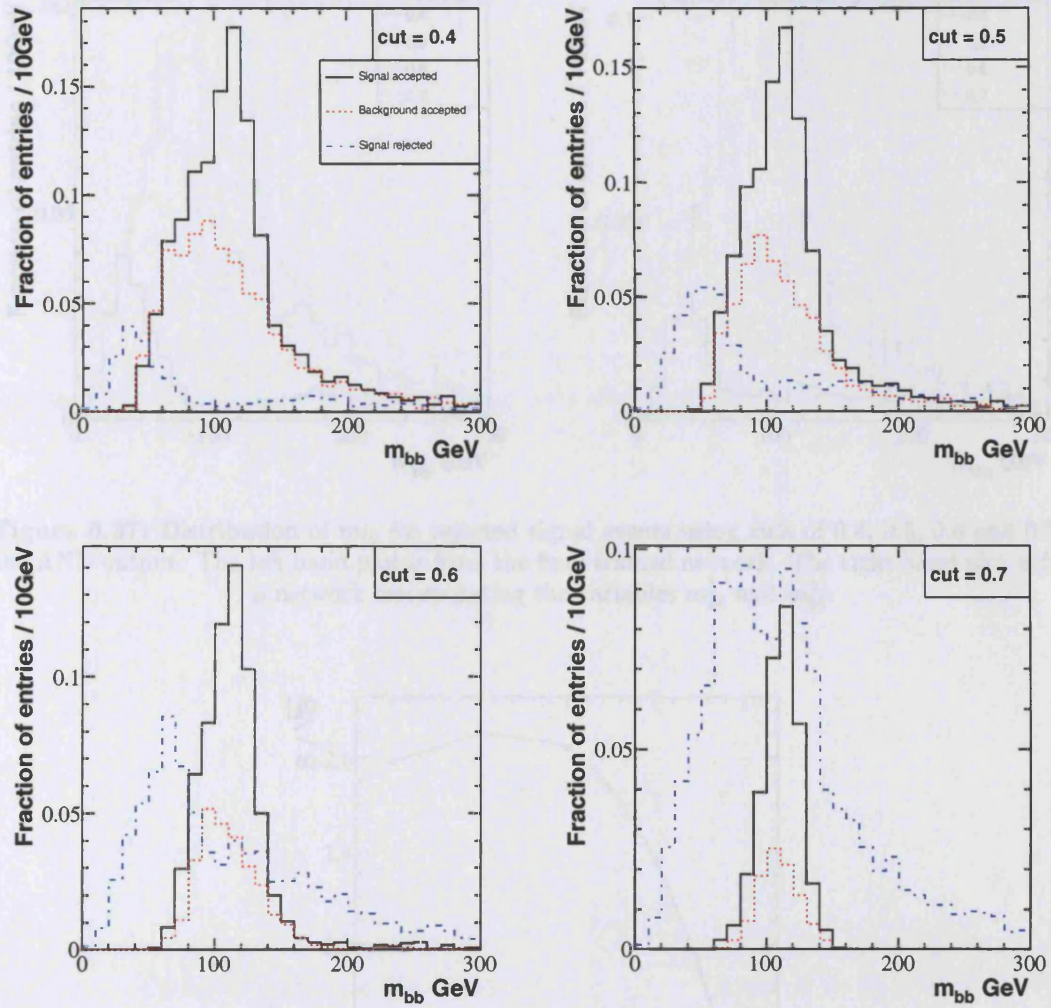 cut = 0.4
Signal accepted
Background accepted
Signal rejected
Fraction of entries / 10GeV
0.15
0.1
0.05
0
0 100 200 300
m_bb GeV
cut = 0.5
Fraction of entries / 10GeV
0.15
0.1
0.05
0
0 100 200 300
m_bb GeV
cut = 0.6
Fraction of entries / 10GeV
0.1
0.05
0
0 100 200 300
m_bb GeV
cut = 0.7
Fraction of entries / 10GeV
0.1
0.05
0
0 100 200 300
m_bb GeV